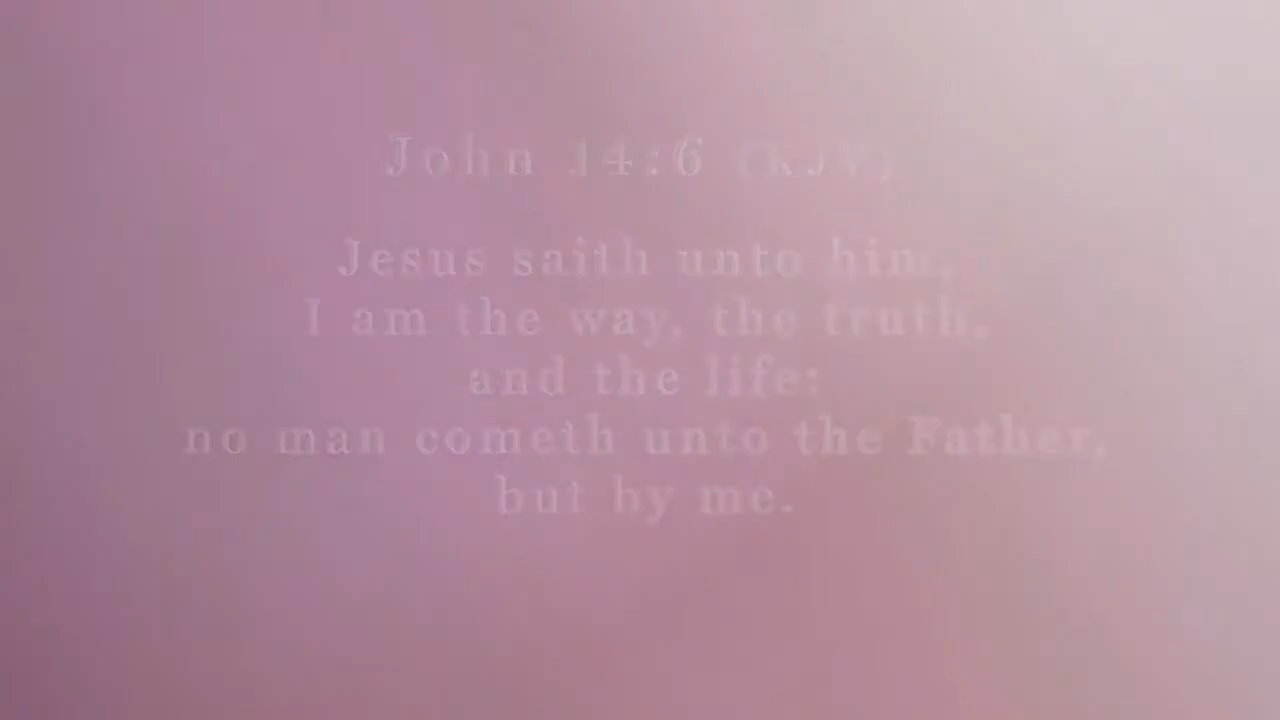 John 14:6 (KJV)
Jesus saith unto him,
I am the way, the truth,
and the life:
no man cometh unto the Father,
but by me.